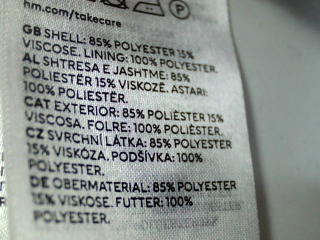 hm.com/takecare
GB SHELL: 85% POLYESTER 15%
VISCOSE. LINING: 100% POLYESTER.
AL SHTRESA E JASHTME: 85%
POLIESTËR 15% VISKOZË. ASTARI:
100% POLIESTËR.
CAT EXTERIOR: 85% POLIÈSTER 15%
VISCOSA. FOLRE: 100% POLIÈSTER.
CZ SVRCHNÍ LÁTKA: 85% POLYESTER
15% VISKÓZA. PODŠÍVKA: 100%
POLYESTER.
DE OBERMATERIAL: 85% POLYESTER
15% VISKOSE. FUTTER: 100%
POLYESTER.